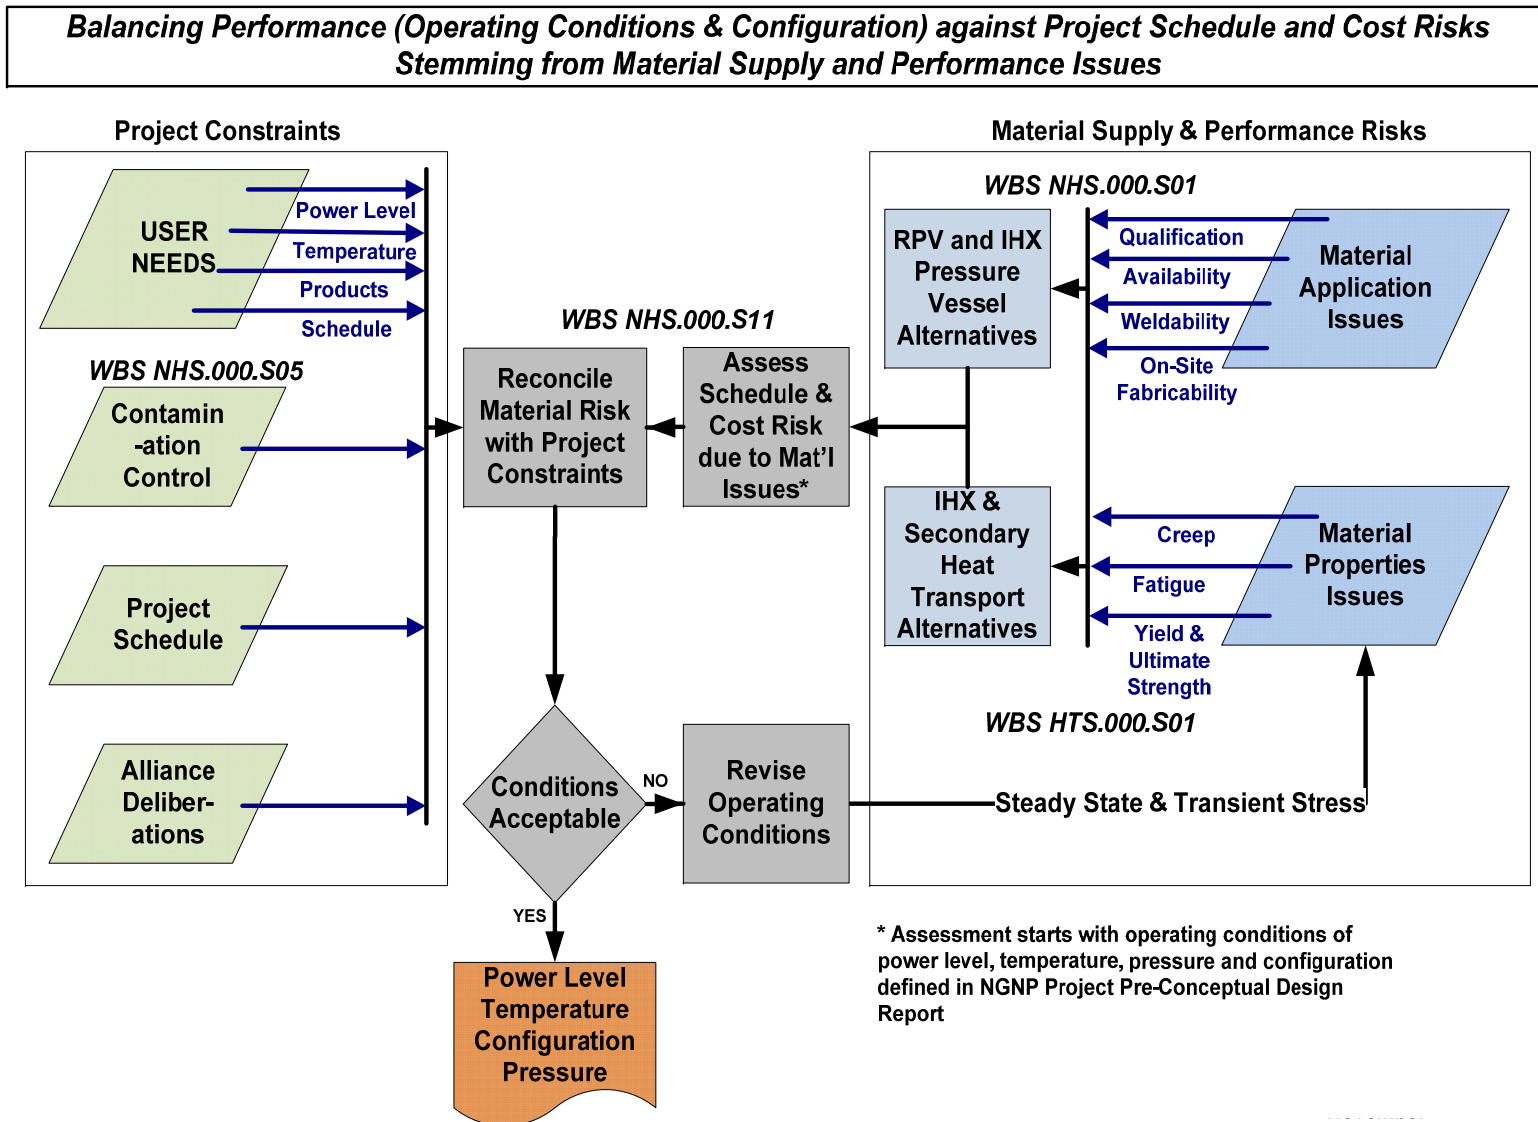 Balancing Performance (Operating Conditions & Configuration) against Project Schedule and Cost Risks
Stemming from Material Supply and Performance Issues
Project Constraints
USER
NEEDS
Power Level
Temperature
Products
Schedule
WBS NHS.000.S05
Contamin
-ation
Control
Project
Schedule
Alliance
Deliber-
ations
WBS NHS.000.S11
Reconcile
Material Risk
with Project
Constraints
Assess
Schedule &
Cost Risk
due to Mat'l
Issues*
Conditions
Acceptable
NO
YES
Revise
Operating
Conditions
Power Level
Temperature
Configuration
Pressure
Material Supply & Performance Risks
WBS NHS.000.S01
RPV and IHX
Pressure
Vessel
Alternatives
Qualification
Availability
Weldability
On-Site
Fabricability
Material
Application
Issues
IHX &
Secondary
Heat
Transport
Alternatives
Creep
Fatigue
Yield &
Ultimate
Strength
Material
Properties
Issues
WBS HTS.000.S01
Steady State & Transient Stress
* Assessment starts with operating conditions of
power level, temperature, pressure and configuration
defined in NGNP Project Pre-Conceptual Design
Report